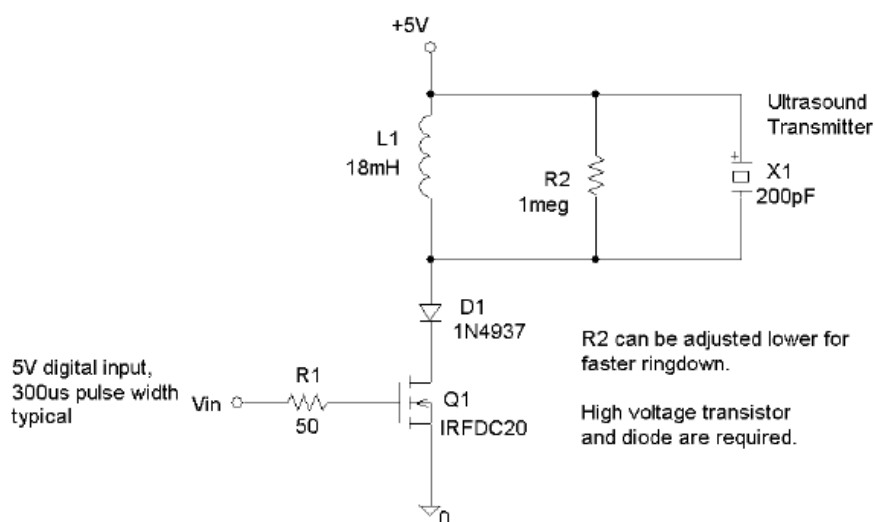 +5V
Ultrasound
Transmitter
L1
18mH
R2
1meg
+
X1
200pF
D1
1N4937
R2 can be adjusted lower for
faster ringdown.
5V digital input,
300us pulse width
typical
Vin
R1
50
Q1
IRFDC20
High voltage transistor
and diode are required.
0